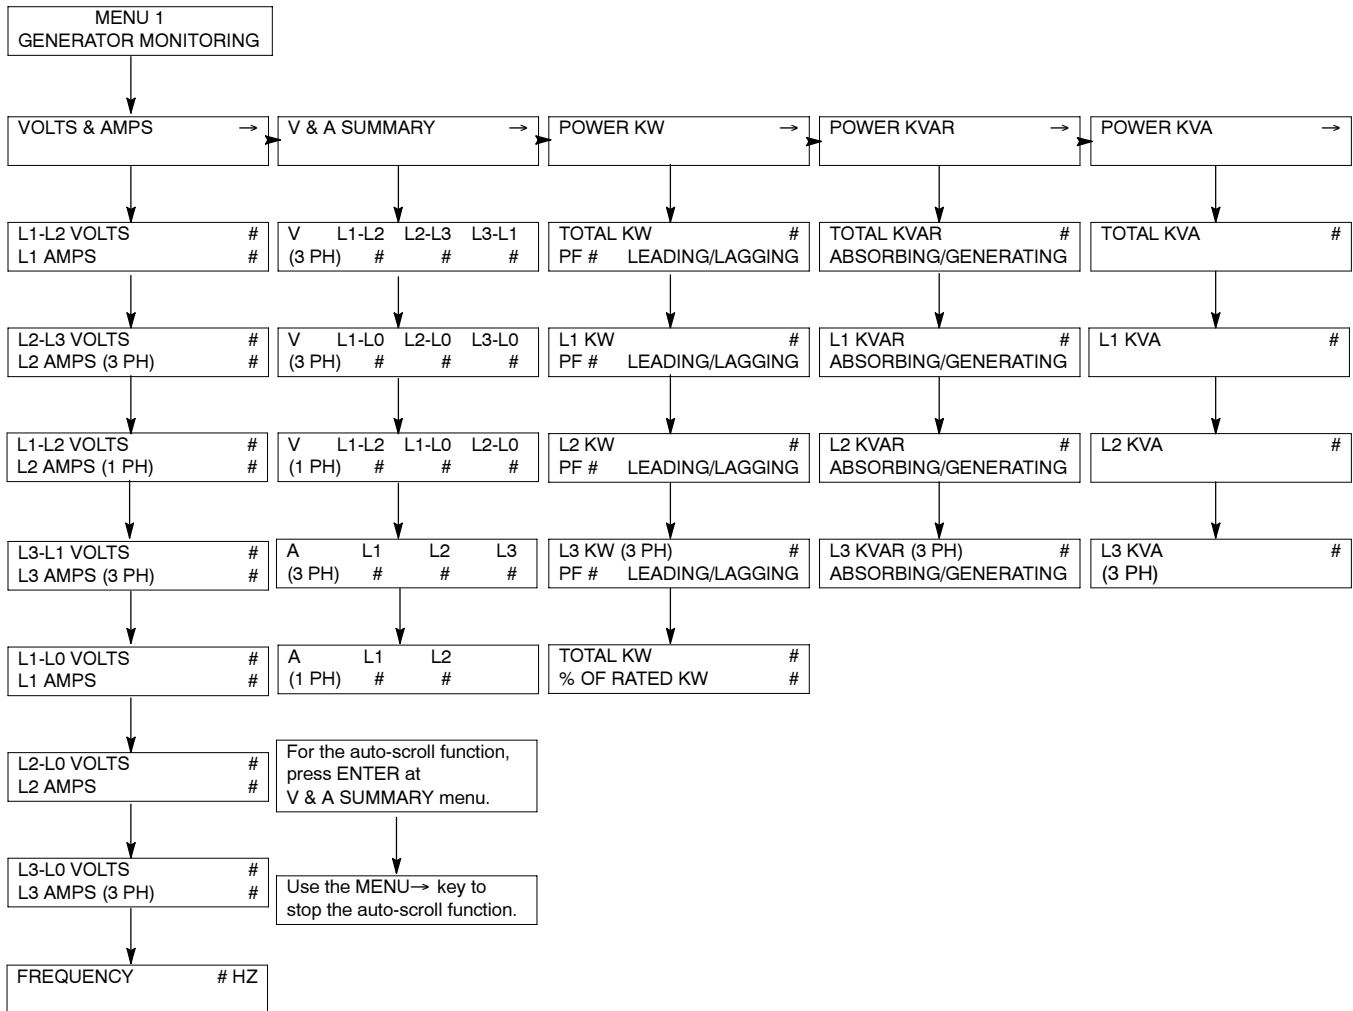 MENU 1
GENERATOR MONITORING
VOLTS & AMPS →
L1-L2 VOLTS #
L1 AMPS #
L2-L3 VOLTS #
L2 AMPS (3 PH) #
L1-L2 VOLTS #
L2 AMPS (1 PH) #
L3-L1 VOLTS #
L3 AMPS (3 PH) #
L1-L0 VOLTS #
L1 AMPS #
L2-L0 VOLTS #
L2 AMPS #
L3-L0 VOLTS #
L3 AMPS (3 PH) #
FREQUENCY # HZ
V & A SUMMARY →
V L1-L2 L2-L3 L3-L1
(3 PH) # # #
V L1-L0 L2-L0 L3-L0
(3 PH) # # #
V L1-L2 L1-L0 L2-L0
(1 PH) # # #
A L1 L2 L3
(3 PH) # # #
A L1 L2
(1 PH) # #
For the auto-scroll function,
press ENTER at
V & A SUMMARY menu.
Use the MENU→ key to
stop the auto-scroll function.
POWER KW →
TOTAL KW #
PF # LEADING/LAGGING
L1 KW #
PF # LEADING/LAGGING
L2 KW #
PF # LEADING/LAGGING
L3 KW (3 PH) #
PF # LEADING/LAGGING
TOTAL KW #
% OF RATED KW #
POWER KVAR →
TOTAL KVAR #
ABSORBING/GENERATING
L1 KVAR #
ABSORBING/GENERATING
L2 KVAR #
ABSORBING/GENERATING
L3 KVAR (3 PH) #
ABSORBING/GENERATING
POWER KVA →
TOTAL KVA #
L1 KVA #
L2 KVA #
L3 KVA #
(3 PH)